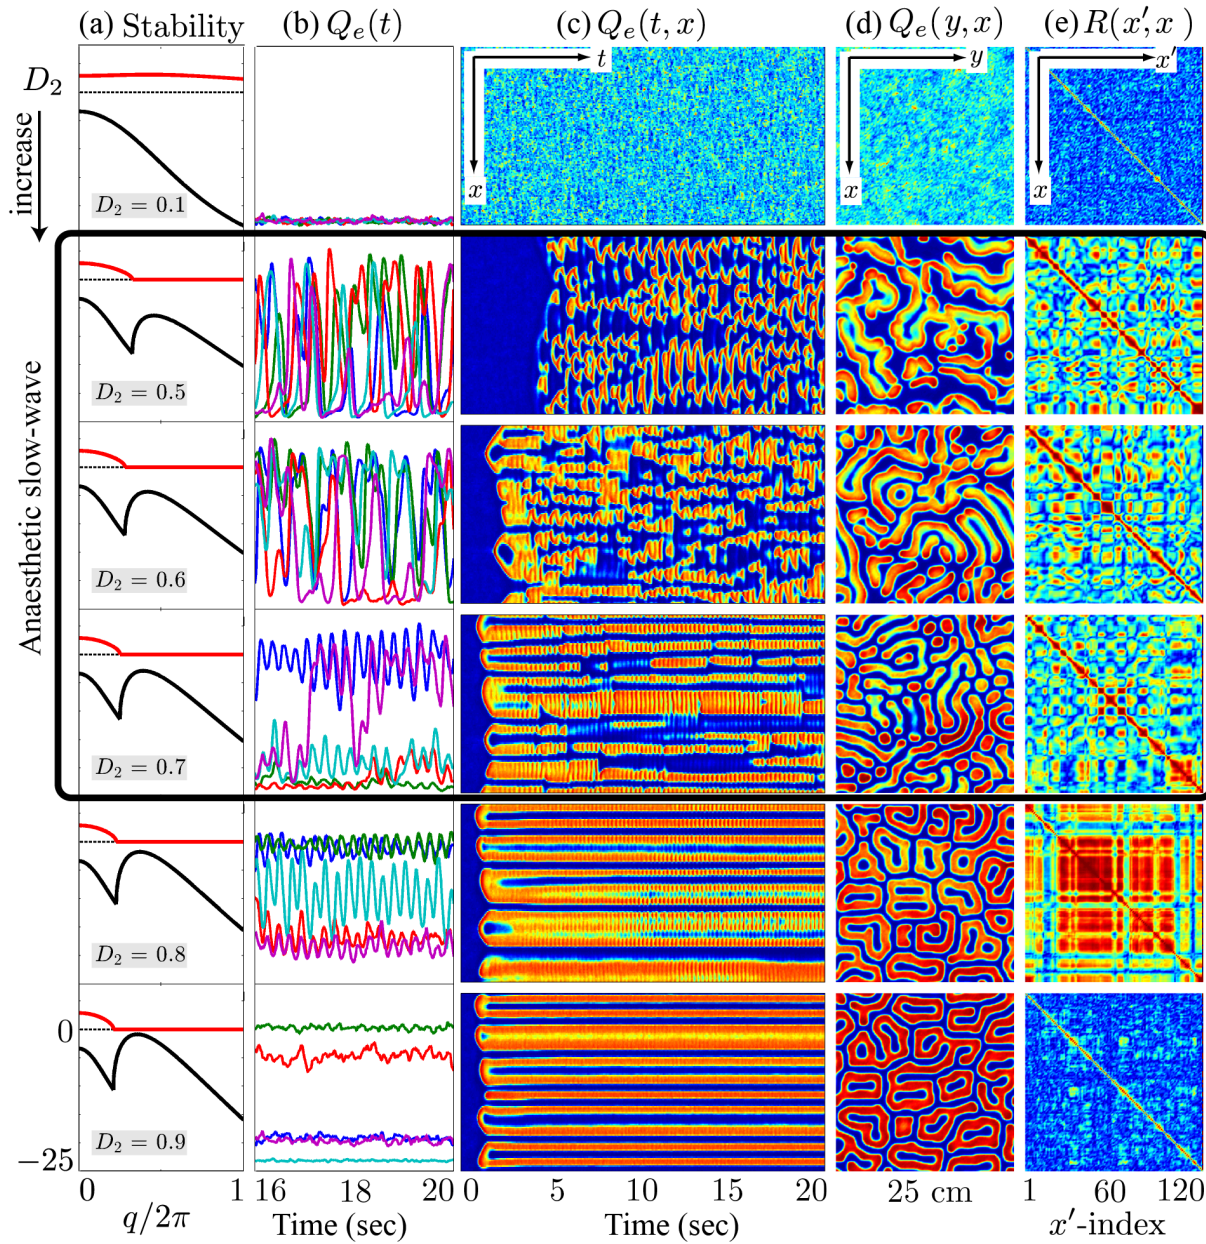 (a) Stability
(b) Q_e(t)
(c) Q_e(t, x)
(d) Q_e(y, x)
(e) R(x′, x )
D_2
increase
Anaesthetic slow-wave
D_2 = 0.1
t
x
y
x
x′
x
D_2 = 0.5
D_2 = 0.6
D_2 = 0.7
D_2 = 0.8
0
D_2 = 0.9
−25
0 1
16 18 20
0 5 10 15 20
25 cm
1 60 120
q/2π
Time (sec)
Time (sec)
x′-index